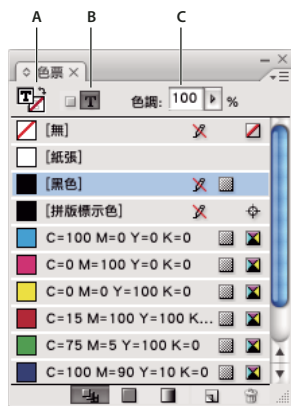 A B C
色票
T T 色調: 100 %
[無]
[紙張]
[黑色]
[拼版標示色]
C=100 M=0 Y=0 K=0
C=0 M=100 Y=0 K=0
C=0 M=0 Y=100 K=0
C=15 M=100 Y=100 K...
C=75 M=5 Y=100 K=0
C=100 M=90 Y=10 K=0